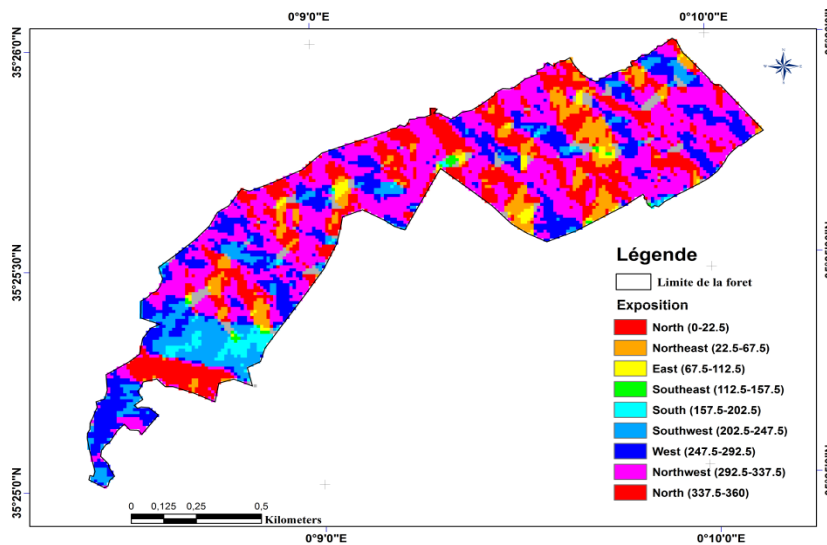 0°9'0"E 0°10'0"E
35°26'0"N
35°25'30"N
35°25'0"N
Légende
Limite de la foret
Exposition
North (0-22.5)
Northeast (22.5-67.5)
East (67.5-112.5)
Southeast (112.5-157.5)
South (157.5-202.5)
Southwest (202.5-247.5)
West (247.5-292.5)
Northwest (292.5-337.5)
North (337.5-360)
0 0,125 0,25 0,5
Kilometers
0°9'0"E 0°10'0"E